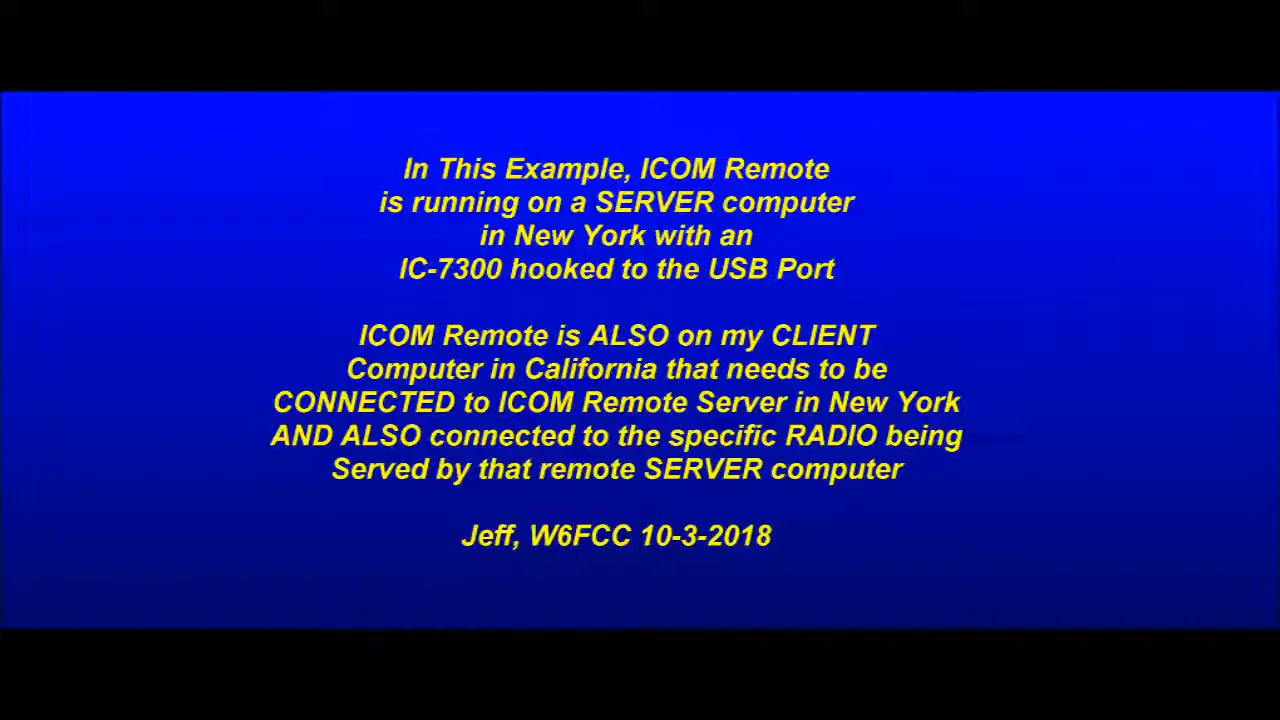 In This Example, ICOM Remote
is running on a SERVER computer
in New York with an
IC-7300 hooked to the USB Port
ICOM Remote is ALSO on my CLIENT
Computer in California that needs to be
CONNECTED to ICOM Remote Server in New York
AND ALSO connected to the specific RADIO being
Served by that remote SERVER computer
Jeff, W6FCC 10-3-2018